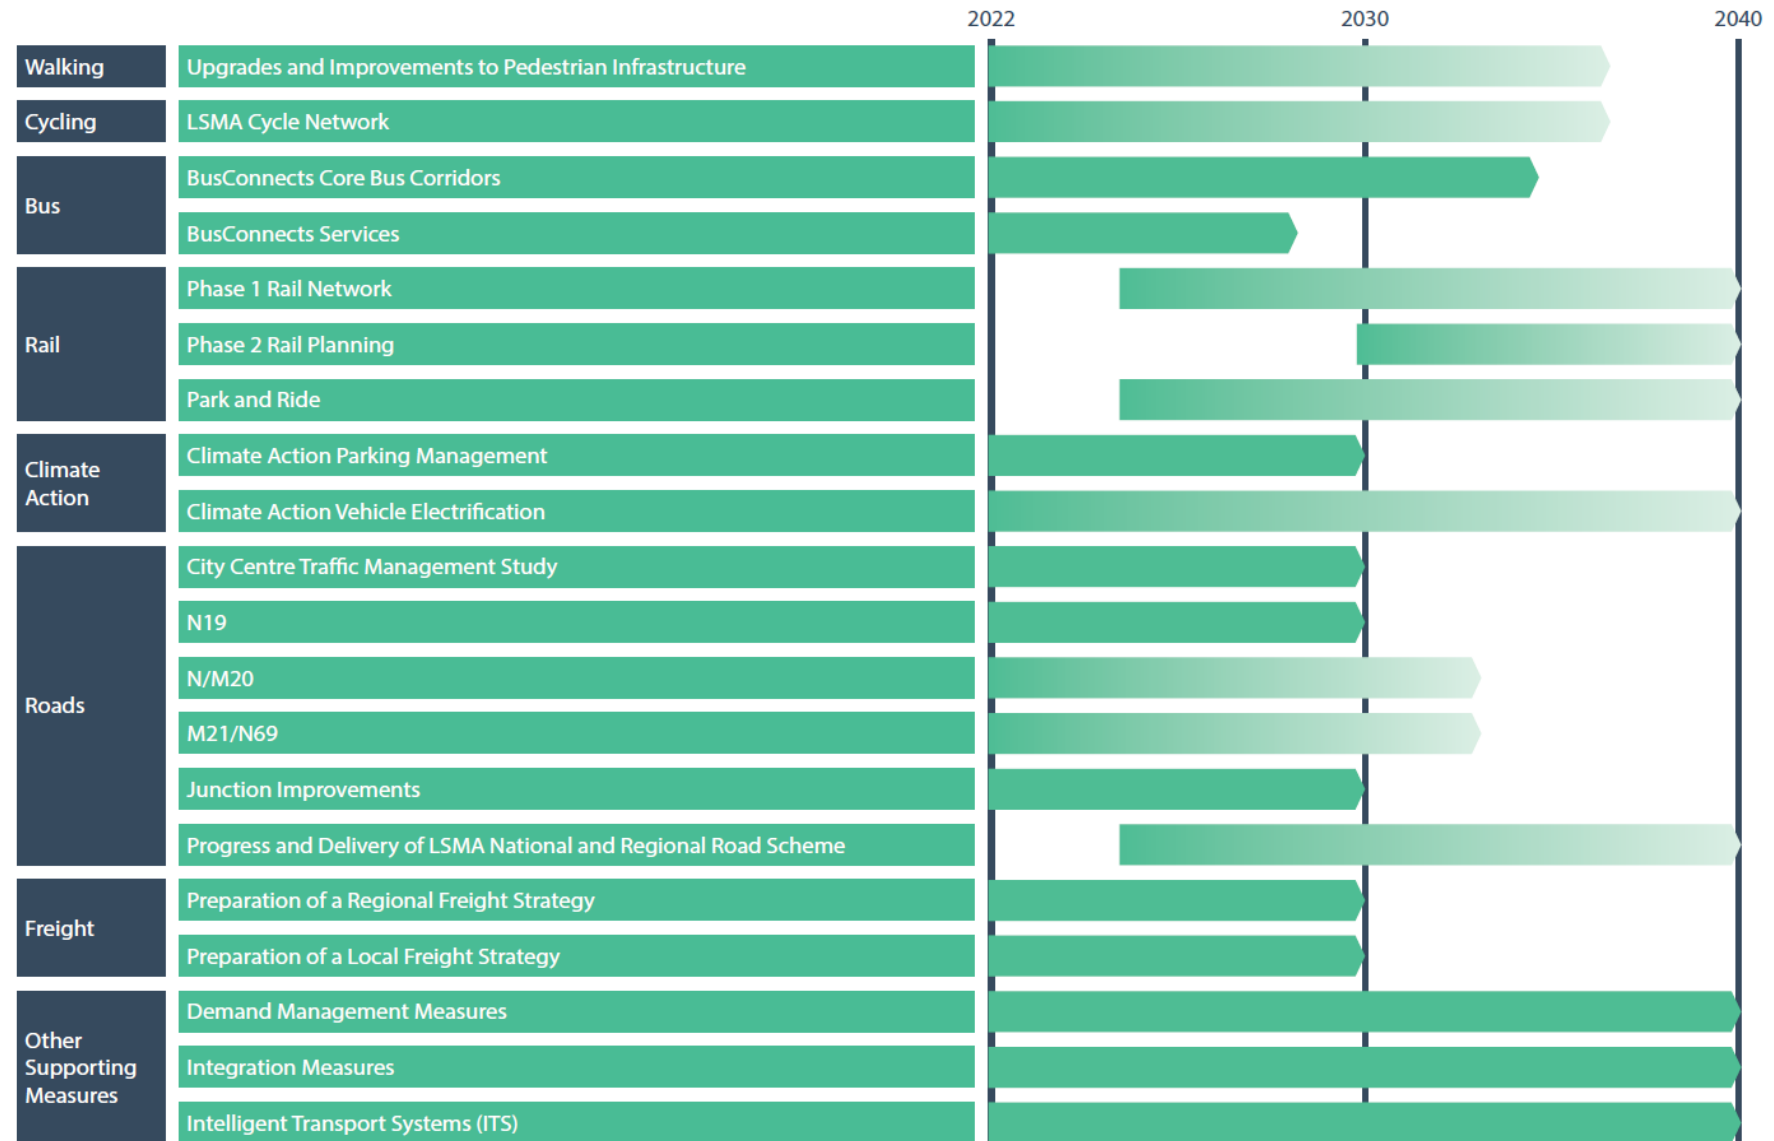 2022 2030 2040
Walking
Upgrades and Improvements to Pedestrian Infrastructure
Cycling
LSMA Cycle Network
Bus
BusConnects Core Bus Corridors
BusConnects Services
Rail
Phase 1 Rail Network
Phase 2 Rail Planning
Park and Ride
Climate
Action
Climate Action Parking Management
Climate Action Vehicle Electrification
Roads
City Centre Traffic Management Study
N19
N/M20
M21/N69
Junction Improvements
Progress and Delivery of LSMA National and Regional Road Scheme
Freight
Preparation of a Regional Freight Strategy
Preparation of a Local Freight Strategy
Other
Supporting
Measures
Demand Management Measures
Integration Measures
Intelligent Transport Systems (ITS)